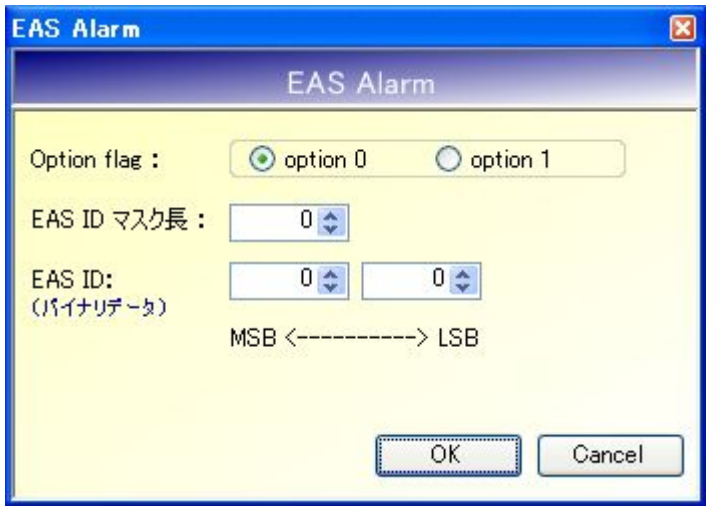 EAS Alarm
EAS Alarm
Option flag : option 0 option 1
EAS ID マスク長 : 0
EAS ID: 0 0
(バイナリデータ)
MSB <----------> LSB
OK Cancel